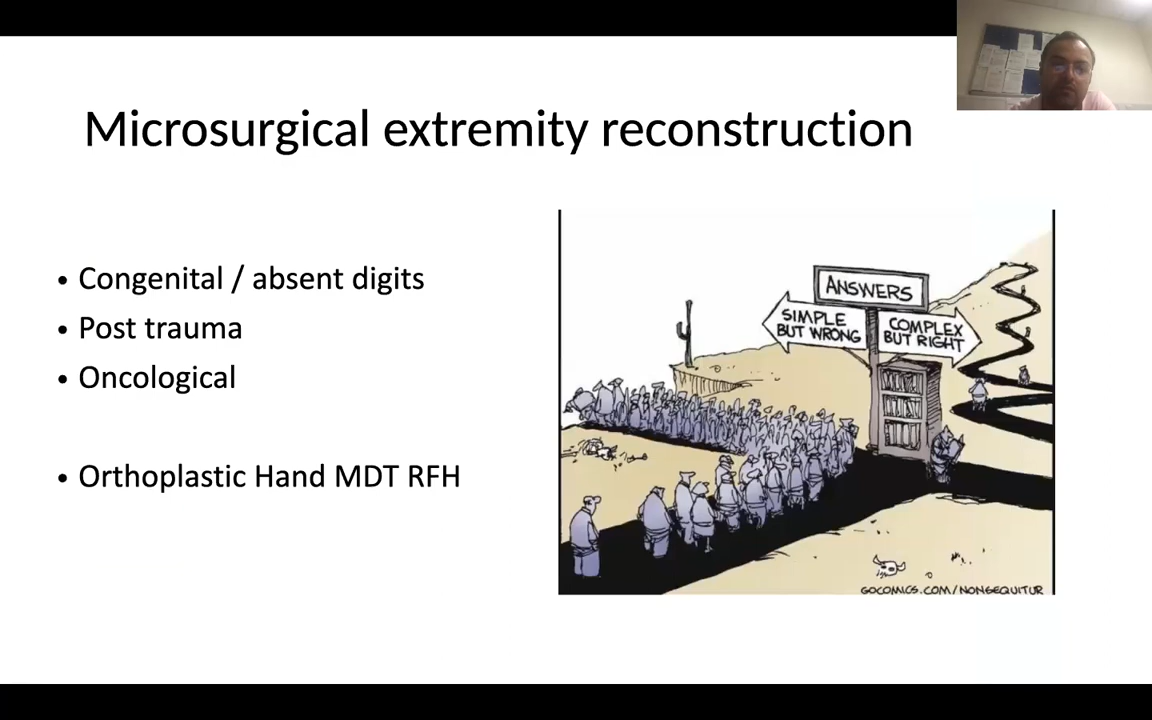 Microsurgical extremity reconstruction
• Congenital / absent digits
• Post trauma
• Oncological
• Orthoplastic Hand MDT RFH
ANSWERS
SIMPLE
BUT WRONG
COMPLEX
BUT RIGHT
GOCOMICS.COM/NONSEQUITUR